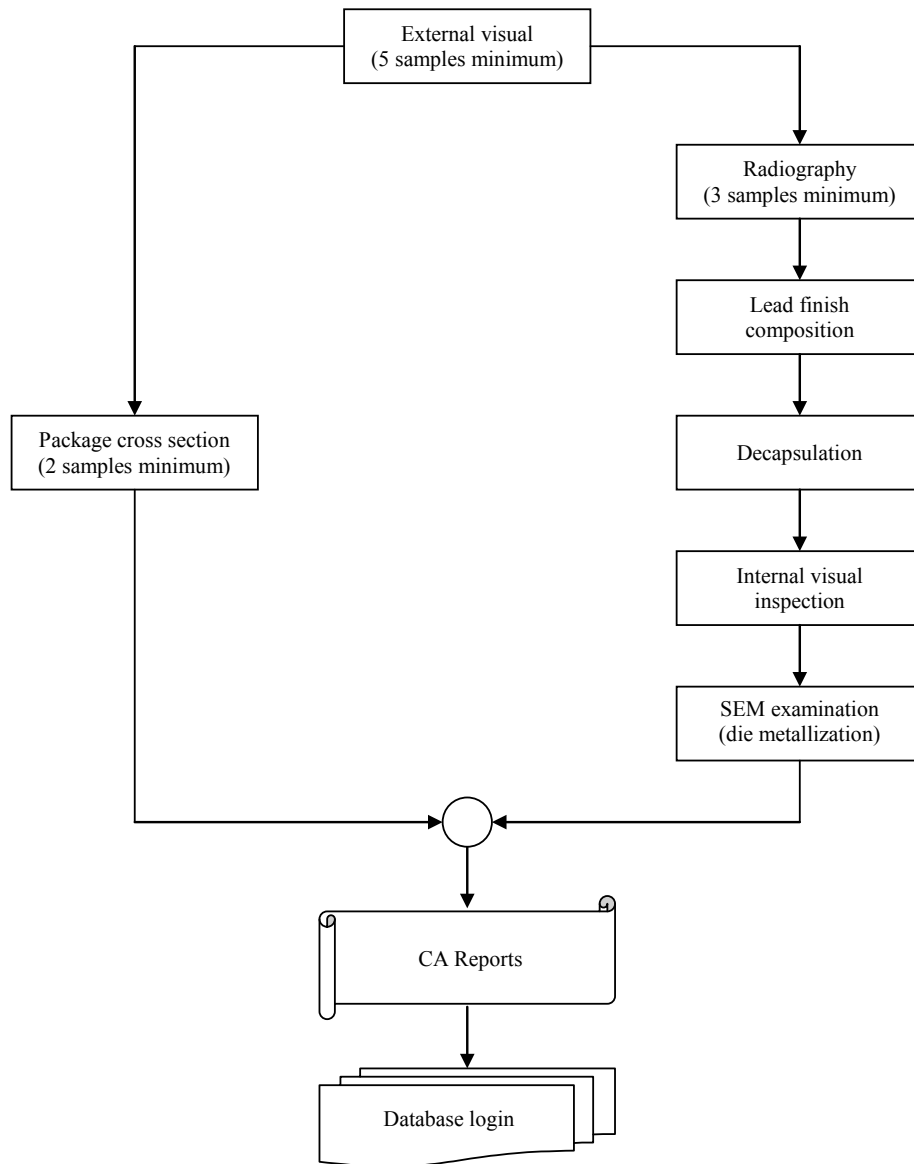 External visual
(5 samples minimum)
Radiography
(3 samples minimum)
Lead finish
composition
Package cross section
(2 samples minimum)
Decapsulation
Internal visual
inspection
SEM examination
(die metallization)
CA Reports
Database login